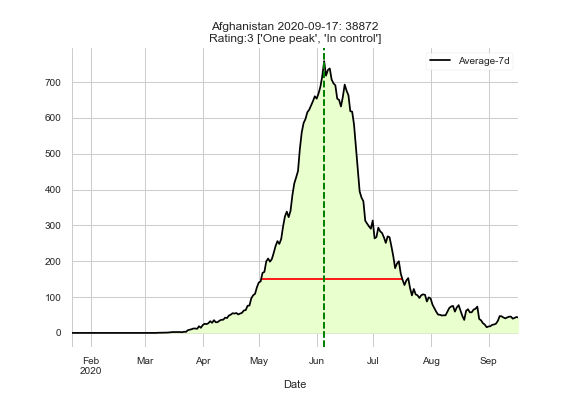 Afghanistan 2020-09-17: 38872
Rating:3 ['One peak', 'In control']
Average-7d
700
600
500
400
300
200
100
0
Feb
2020
Mar
Apr
May
Jun
Jul
Aug
Sep
Date